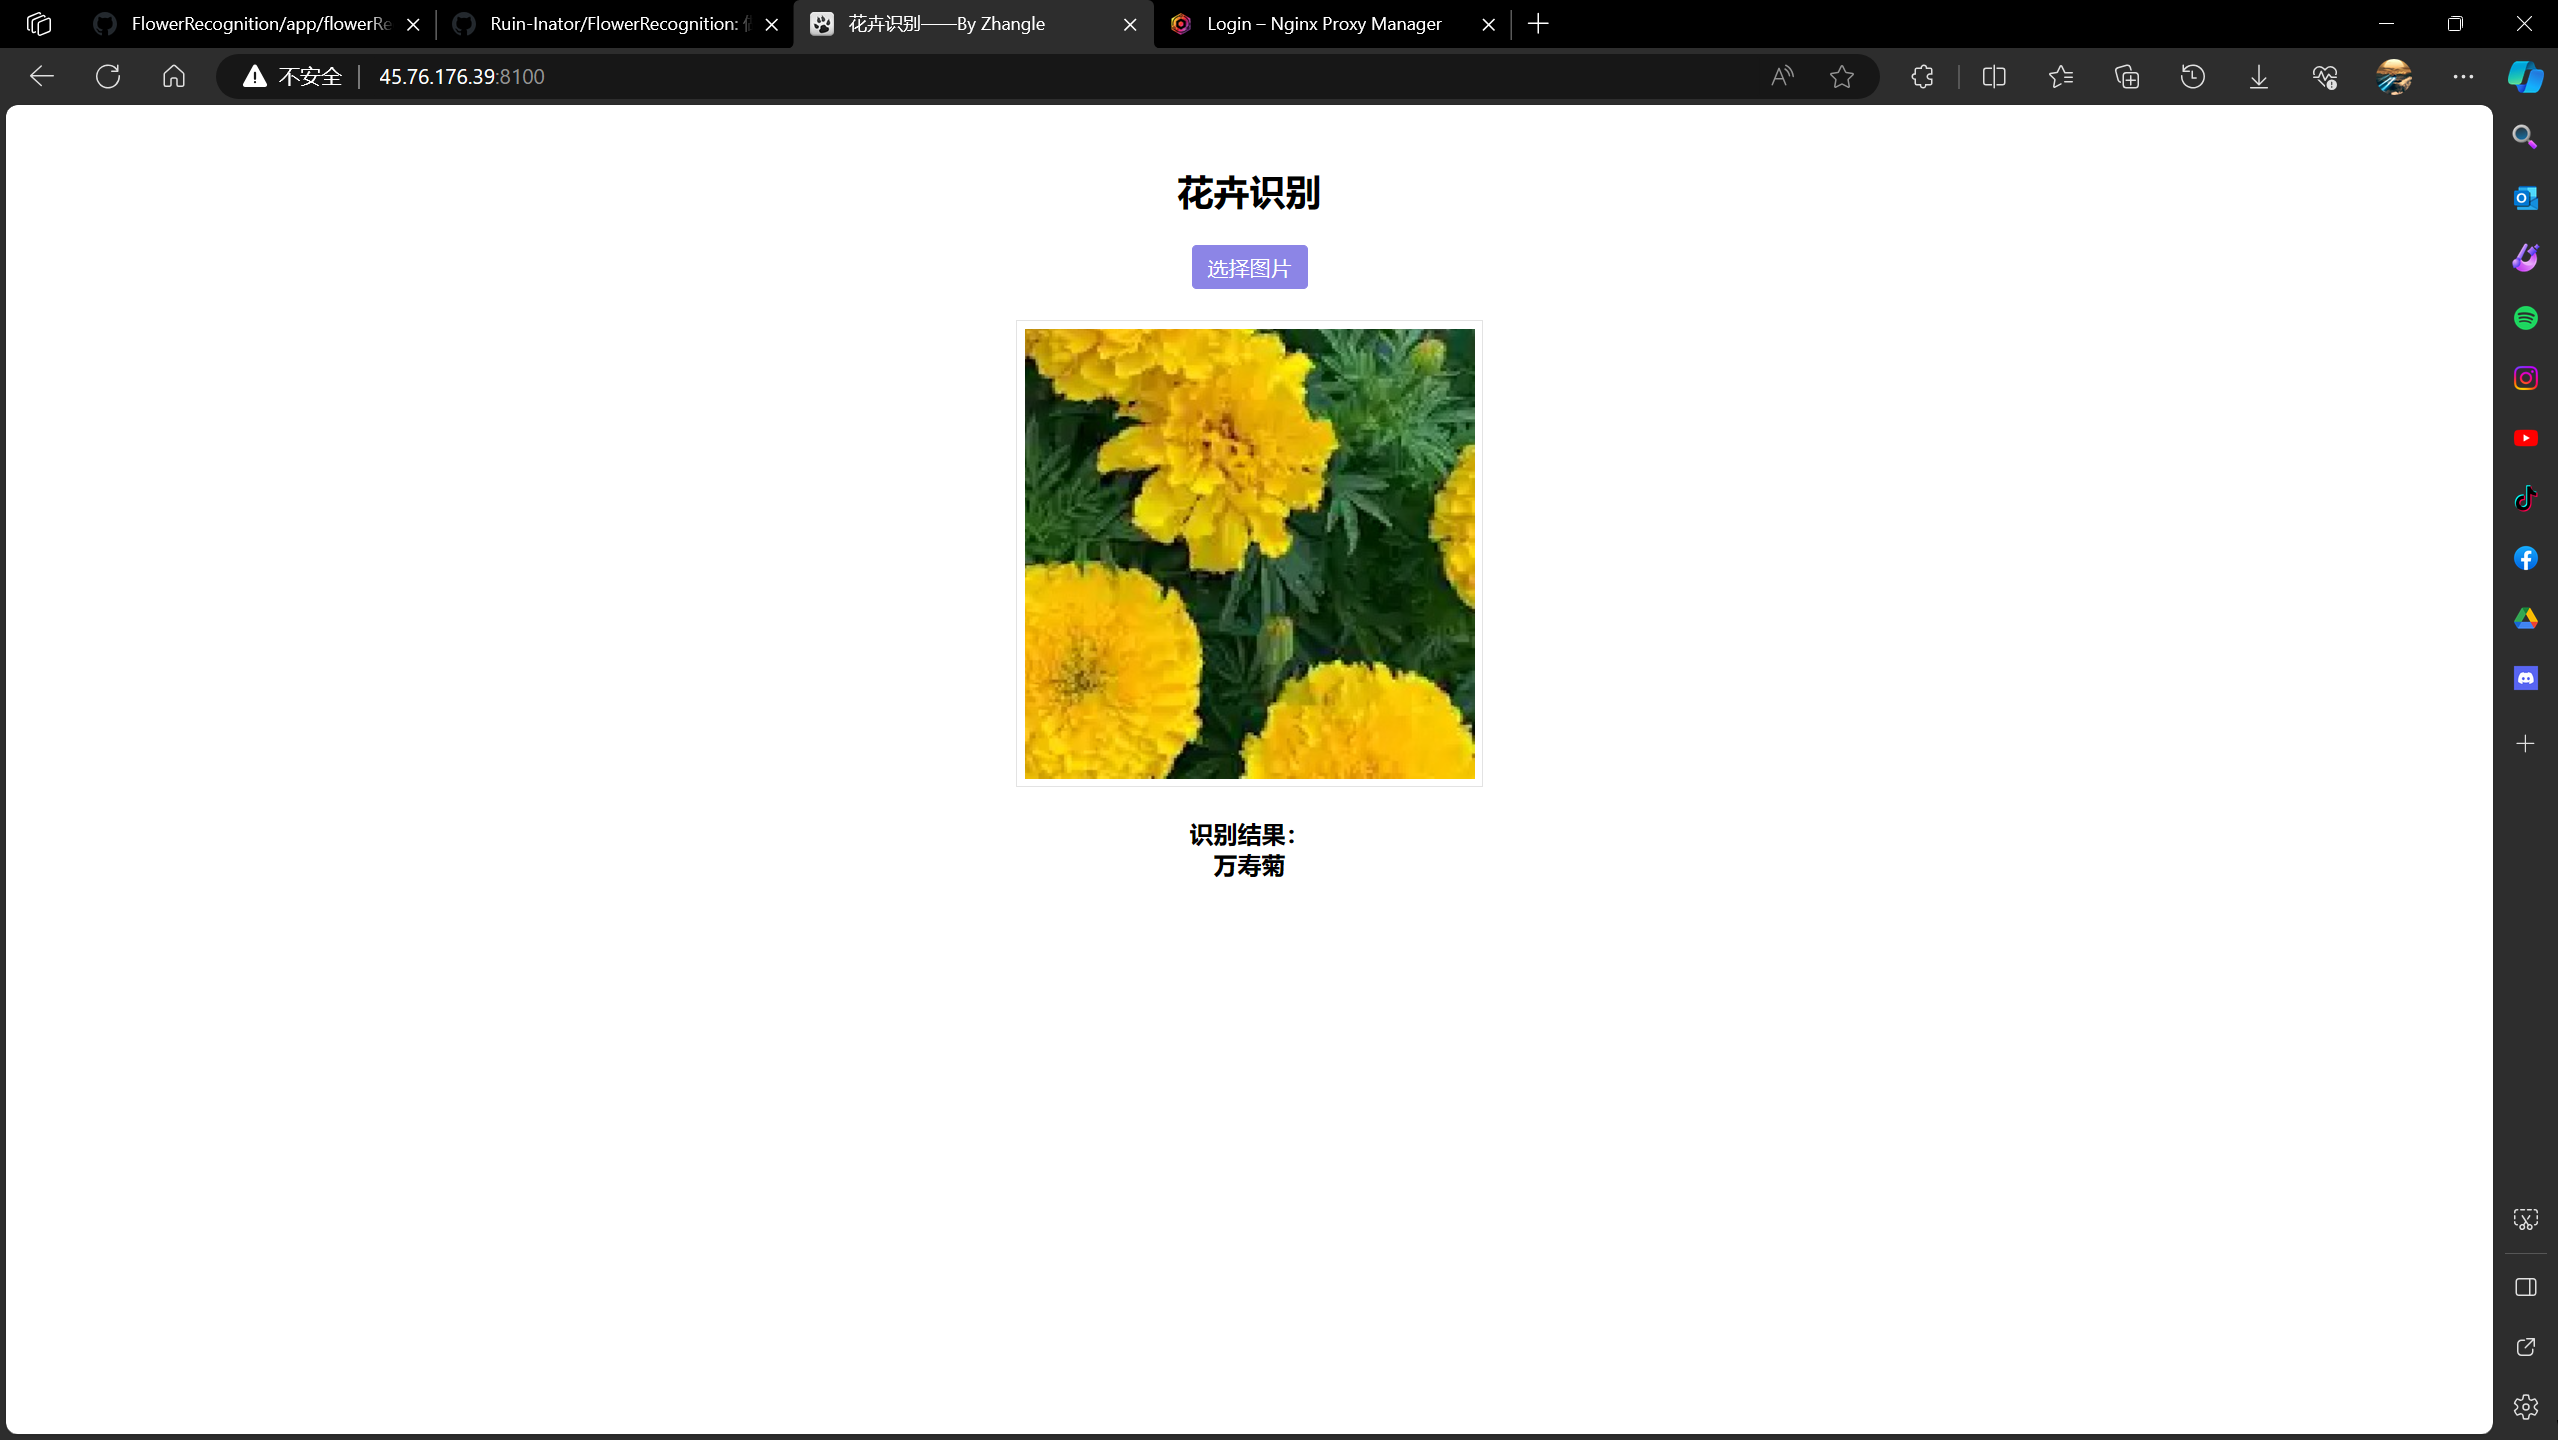 FlowerRecognition/app/flowerRe
Ruin-Inator/FlowerRecognition:
花卉识别——By Zhangle
Login – Nginx Proxy Manager
不安全
45.76.176.39:8100
花卉识别
选择图片
识别结果：
万寿菊